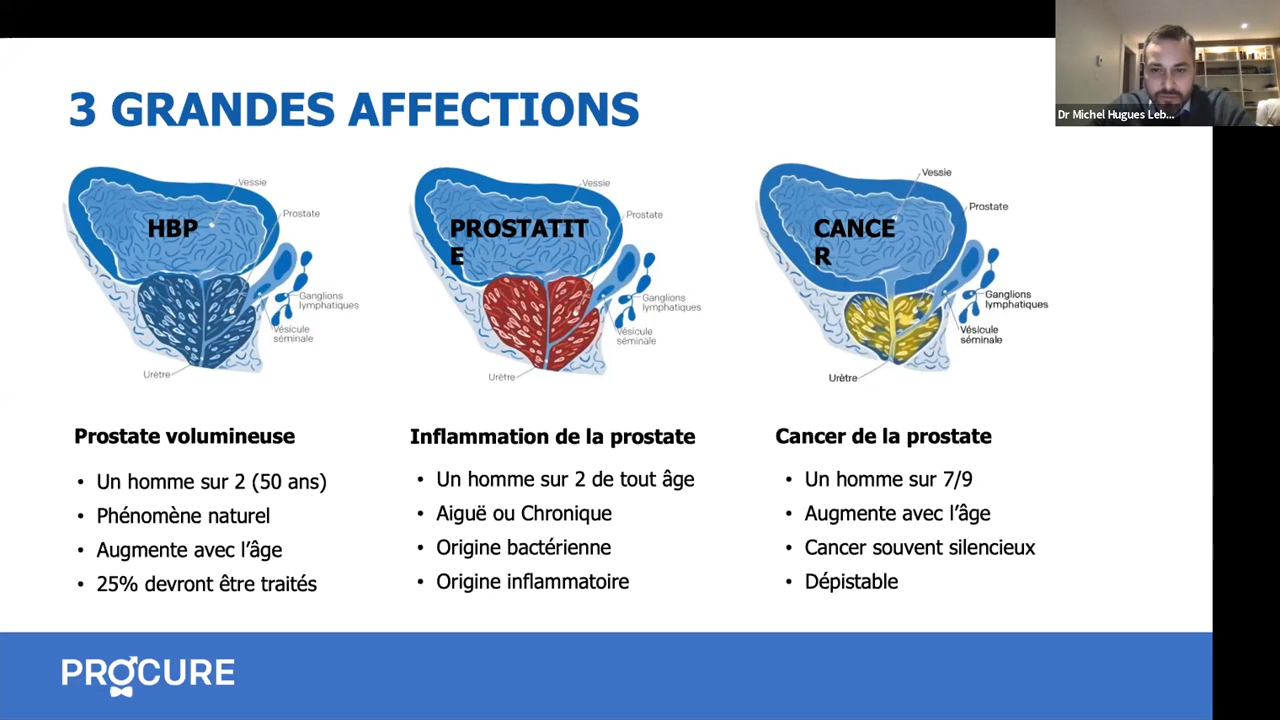 Dr Michel Hugues Leb...
3 GRANDES AFFECTIONS
HBP
Vessie
Prostate
Ganglions
lymphatiques
Vésicule
séminale
Urètre
PROSTATIT
E
Vessie
Prostate
Ganglions
lymphatiques
Vésicule
séminale
Urètre
CANCE
R
Vessie
Prostate
Ganglions
lymphatiques
Vésicule
séminale
Urètre
Prostate volumineuse
• Un homme sur 2 (50 ans)
• Phénomène naturel
• Augmente avec l’âge
• 25% devront être traités
Inflammation de la prostate
• Un homme sur 2 de tout âge
• Aiguë ou Chronique
• Origine bactérienne
• Origine inflammatoire
Cancer de la prostate
• Un homme sur 7/9
• Augmente avec l’âge
• Cancer souvent silencieux
• Dépistable
PROCURE